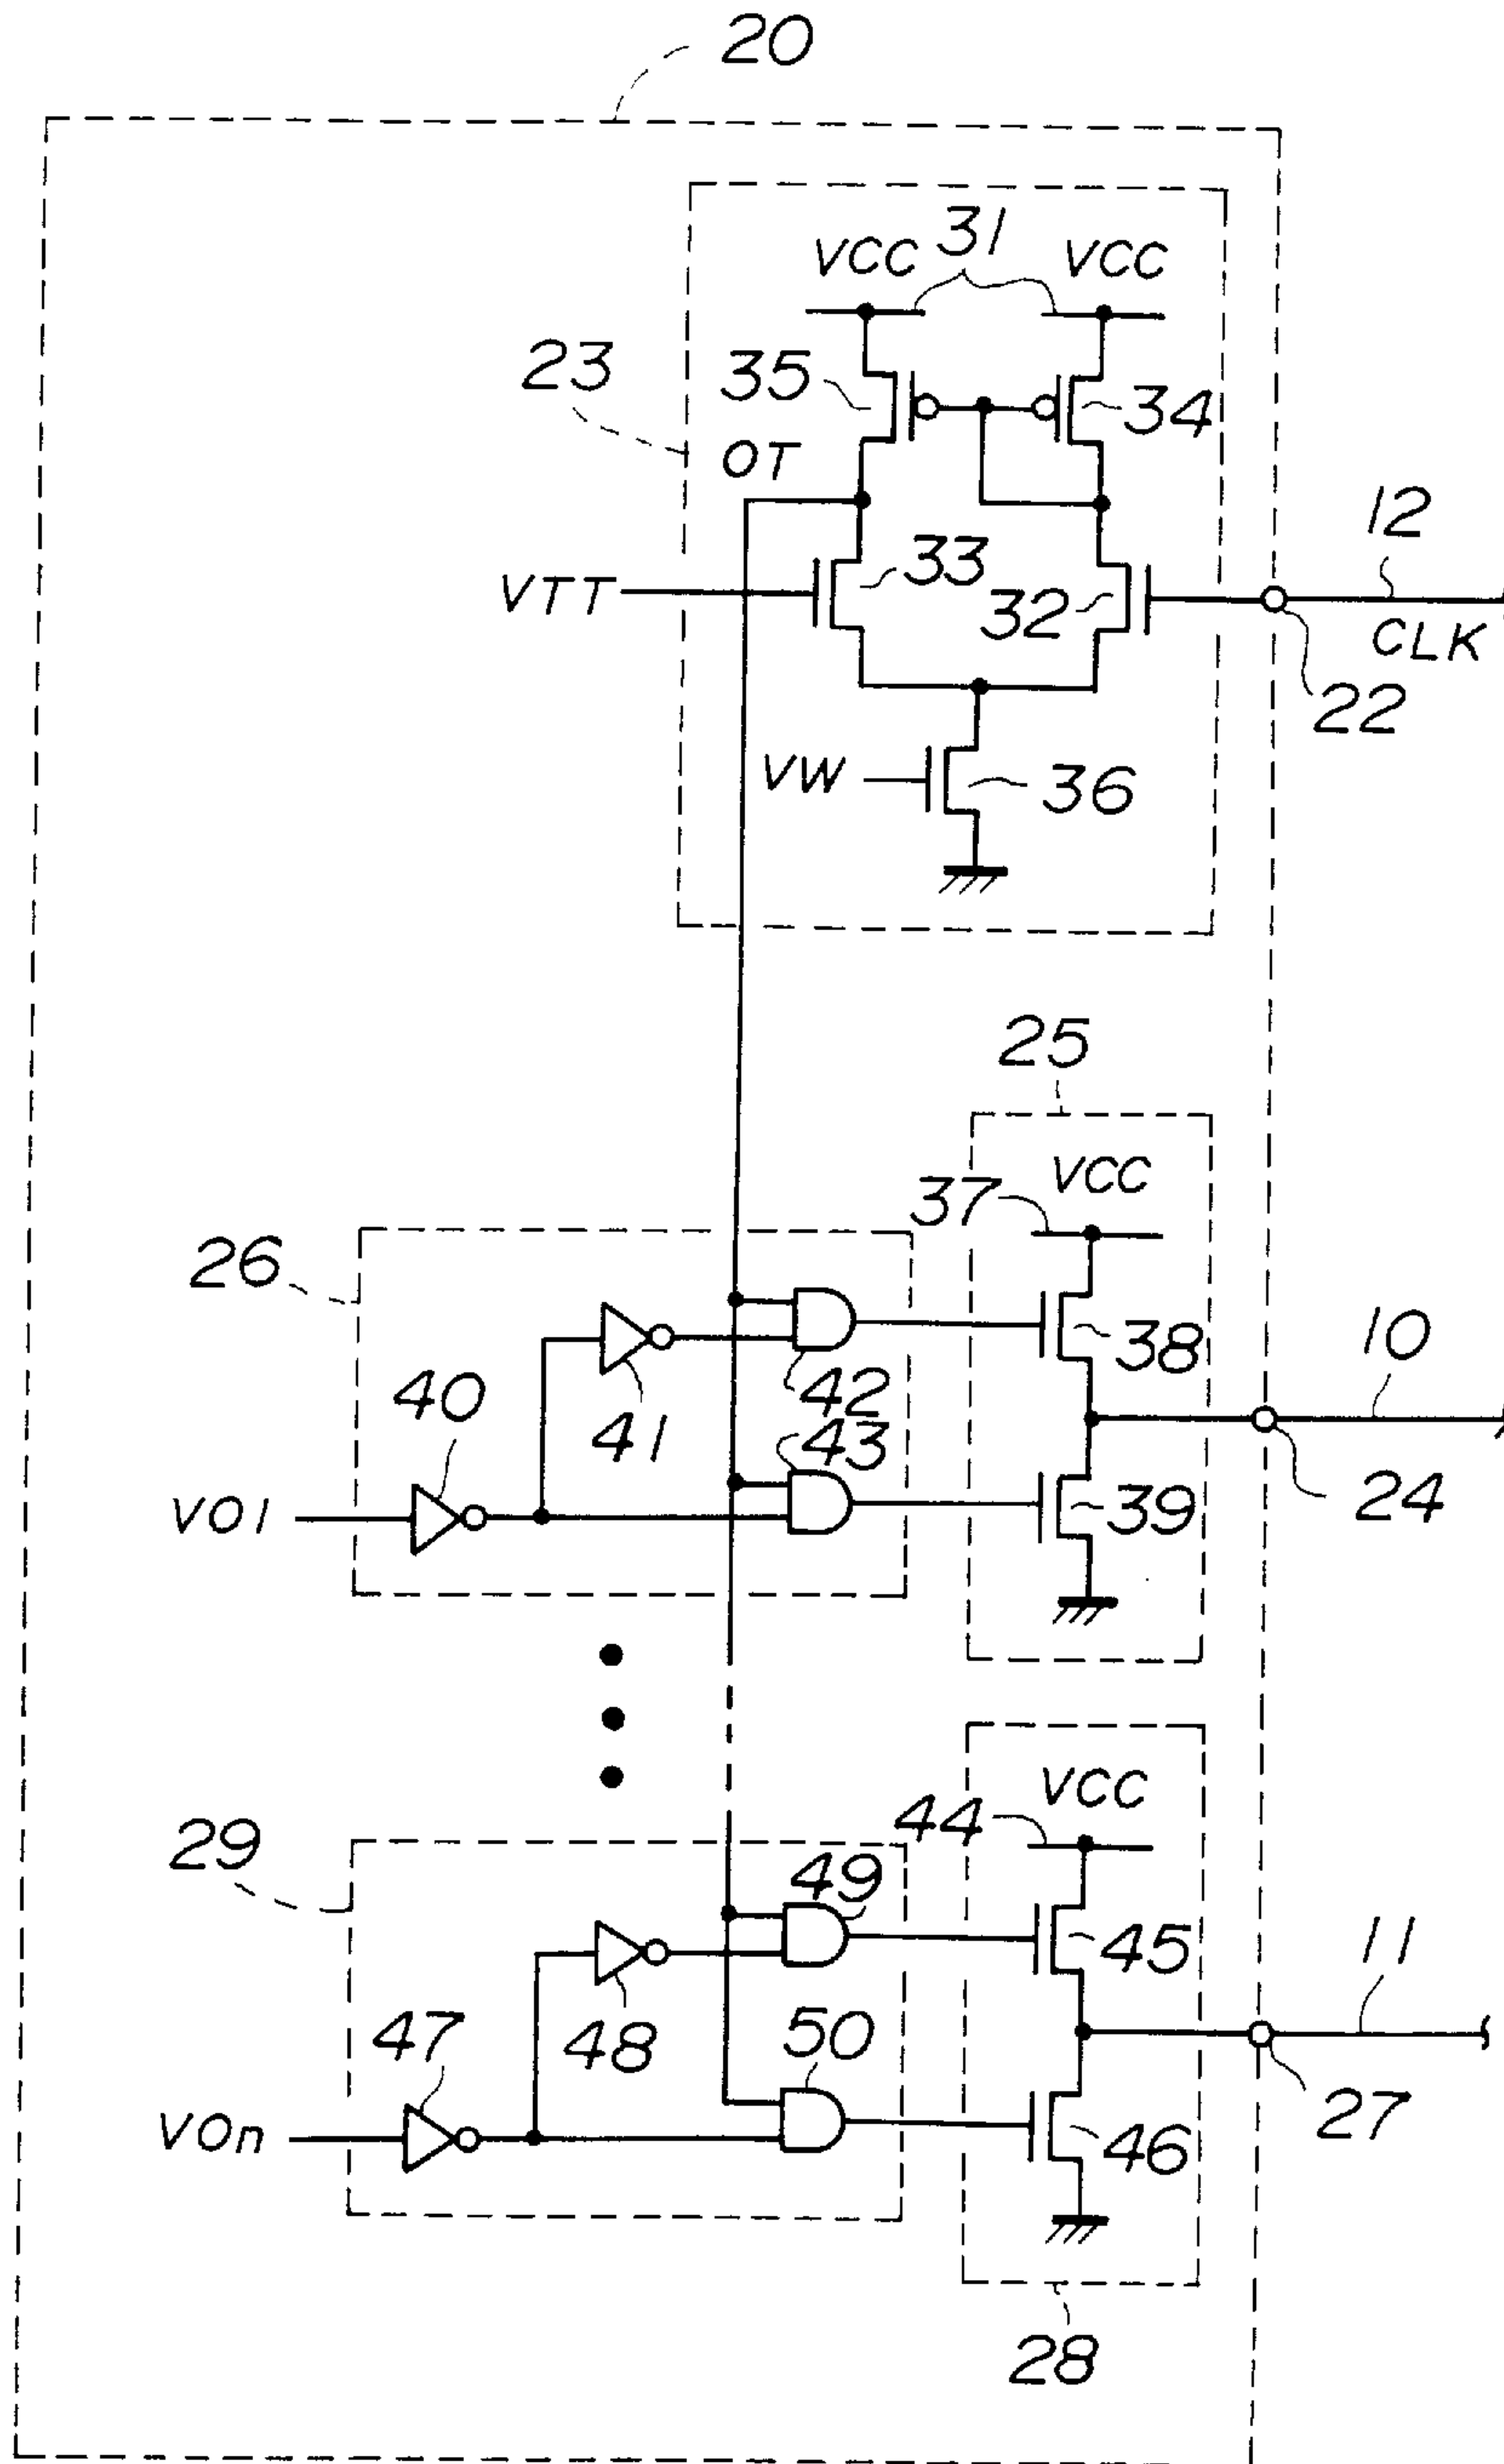 20
VCC 31 VCC
23 35 34
OT
12
VTT 33 32
CLK
22
VW 36
25
VCC
37
26
38 10
40 41 42
43
VO1 39 24
VCC
44
29 49
45 11
47 48 50
VOn 46 27
28